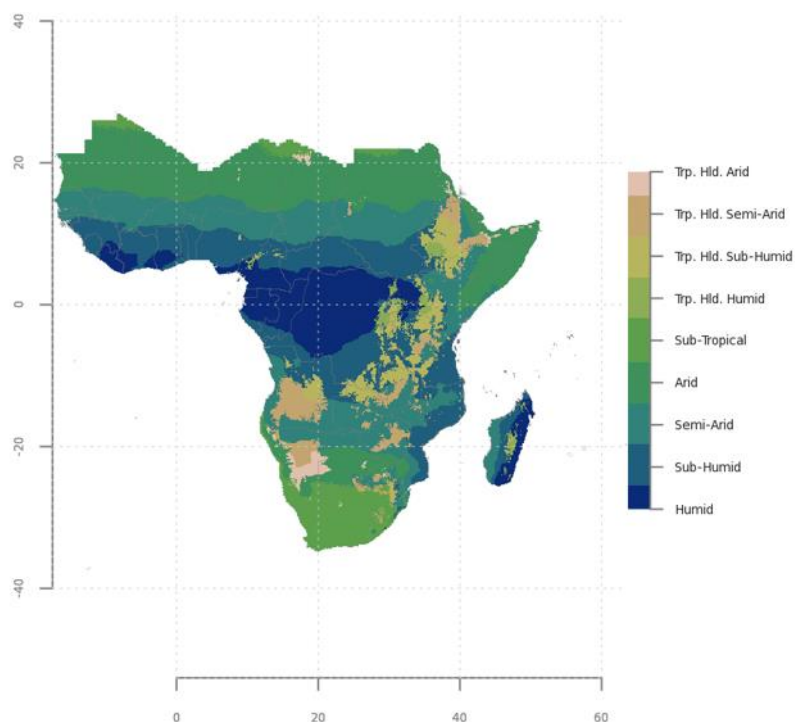 40
20
0
-20
-40
0
20
40
60
Trp. Hld. Arid
Trp. Hld. Semi-Arid
Trp. Hld. Sub-Humid
Trp. Hld. Humid
Sub-Tropical
Arid
Semi-Arid
Sub-Humid
Humid